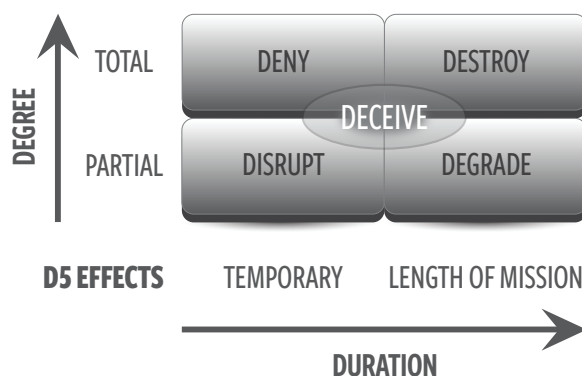 DEGREE
TOTAL
DENY
DESTROY
DECEIVE
PARTIAL
DISRUPT
DEGRADE
D5 EFFECTS
TEMPORARY
LENGTH OF MISSION
DURATION